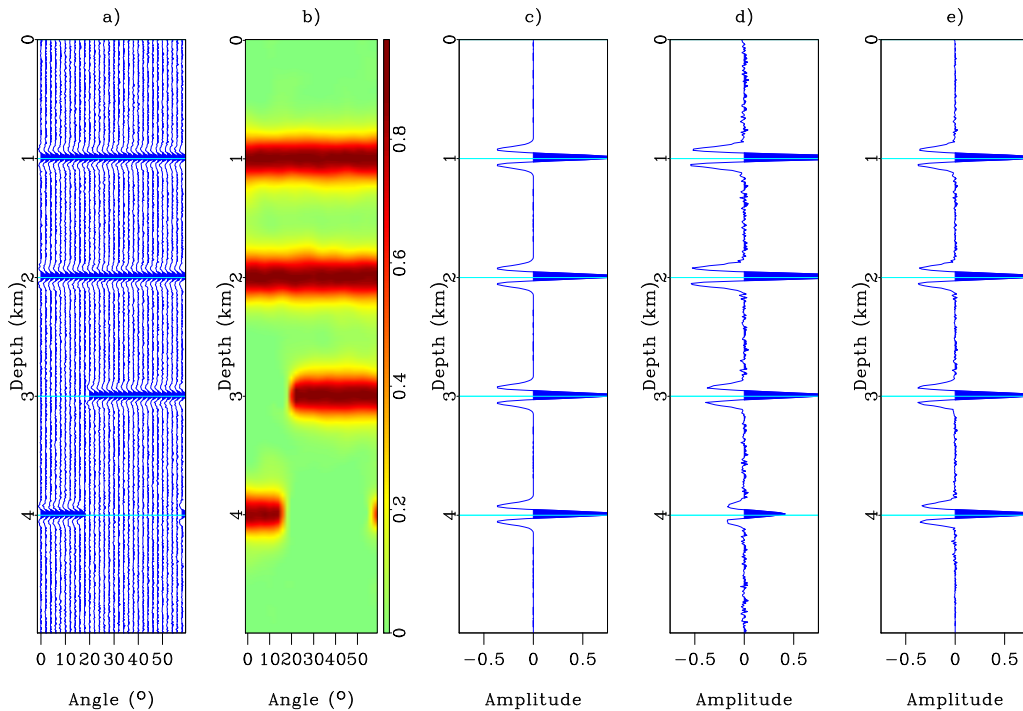 a) b) c) d) e)
0 0 0 0 0
0.8
1 1 1 1 1
0.6
2 2 2 2 2
Depth (km) Depth (km) Depth (km) Depth (km) Depth (km)
0.4
3 3 3 3 3
0.2
4 4 4 4 4
0
0 10 20 30 40 50 0 10 20 30 40 50 −0.5 0 0.5 −0.5 0 0.5 −0.5 0 0.5
Angle (°) Angle (°) Amplitude Amplitude Amplitude